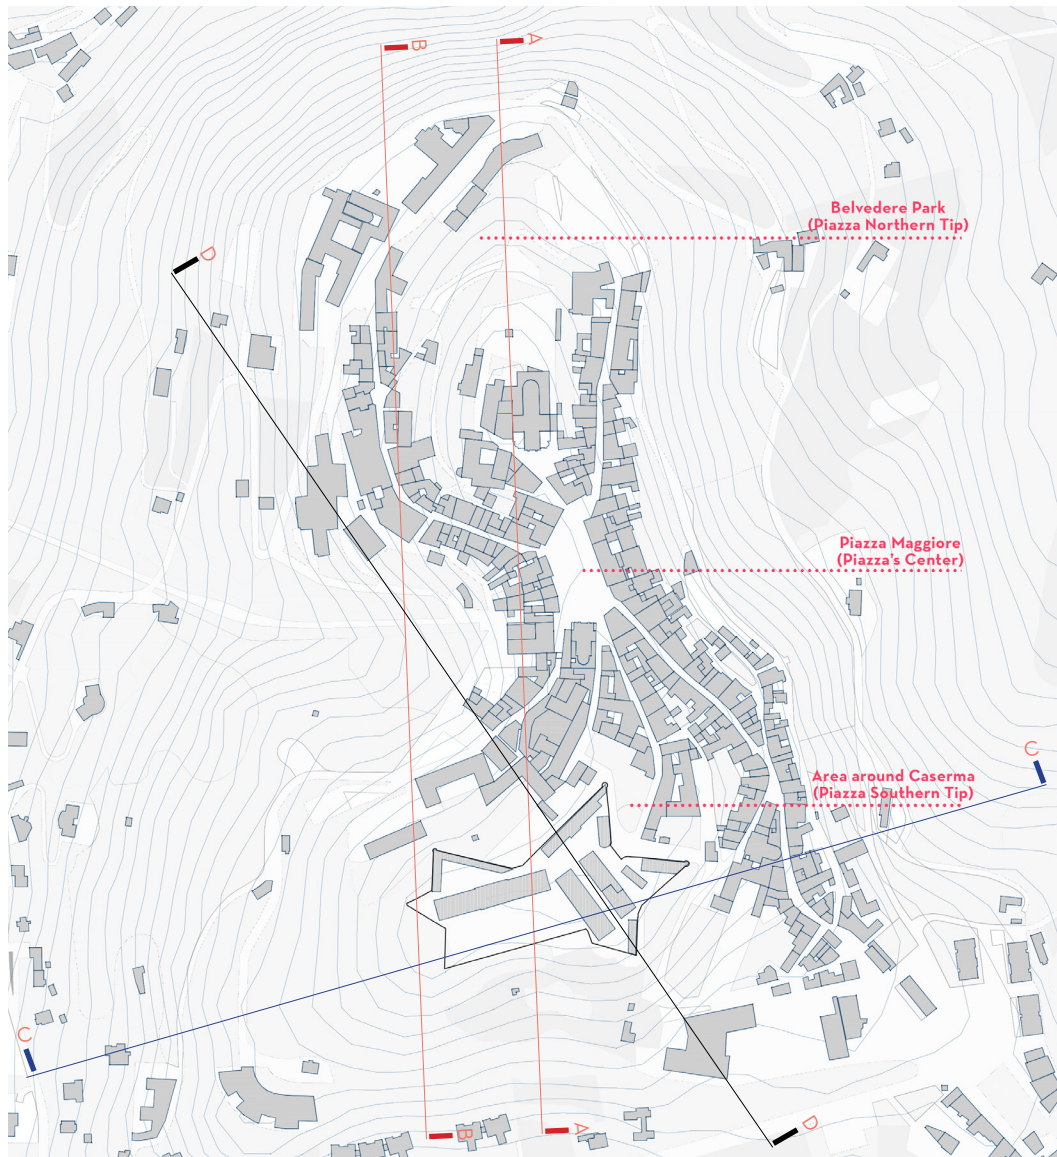 B
A
Belvedere Park
(Piazza Northern Tip)
D
Piazza Maggiore
(Piazza's Center)
C
Area around Caserma
(Piazza Southern Tip)
C
B
A
D